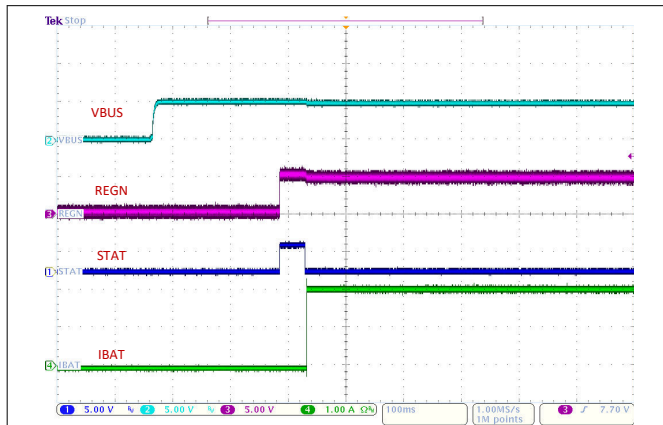 Tek Stop
VBUS
2 VBUS
REGN
3 REGN
STAT
1 STAT
IBAT
4 IBAT
1 5.00 V 2 5.00 V 3 5.00 V 4 1.00 A Ω 100ms 1.00MS/s 3 7.70 V
1M points